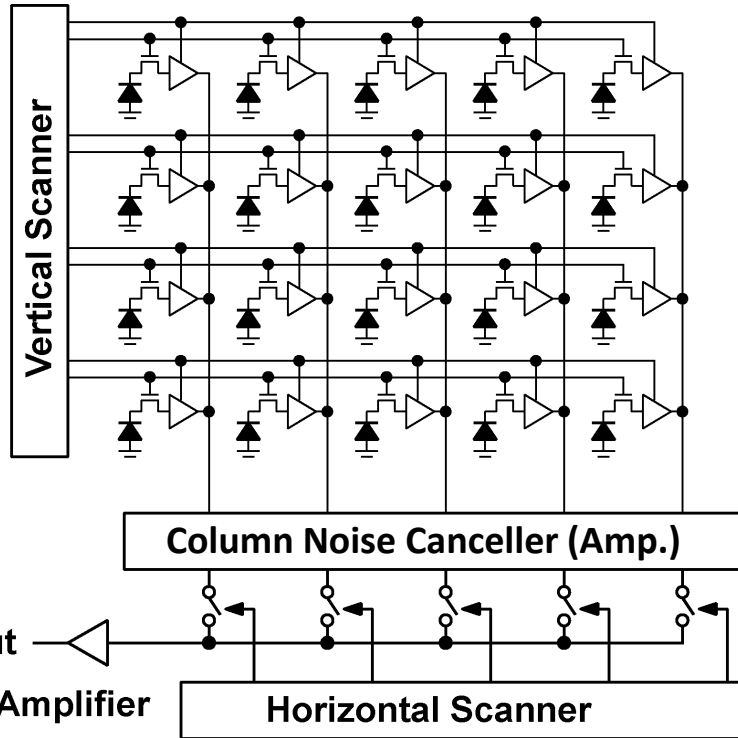 Vertical Scanner
Column Noise Canceller (Amp.)
ut
Amplifier
Horizontal Scanner